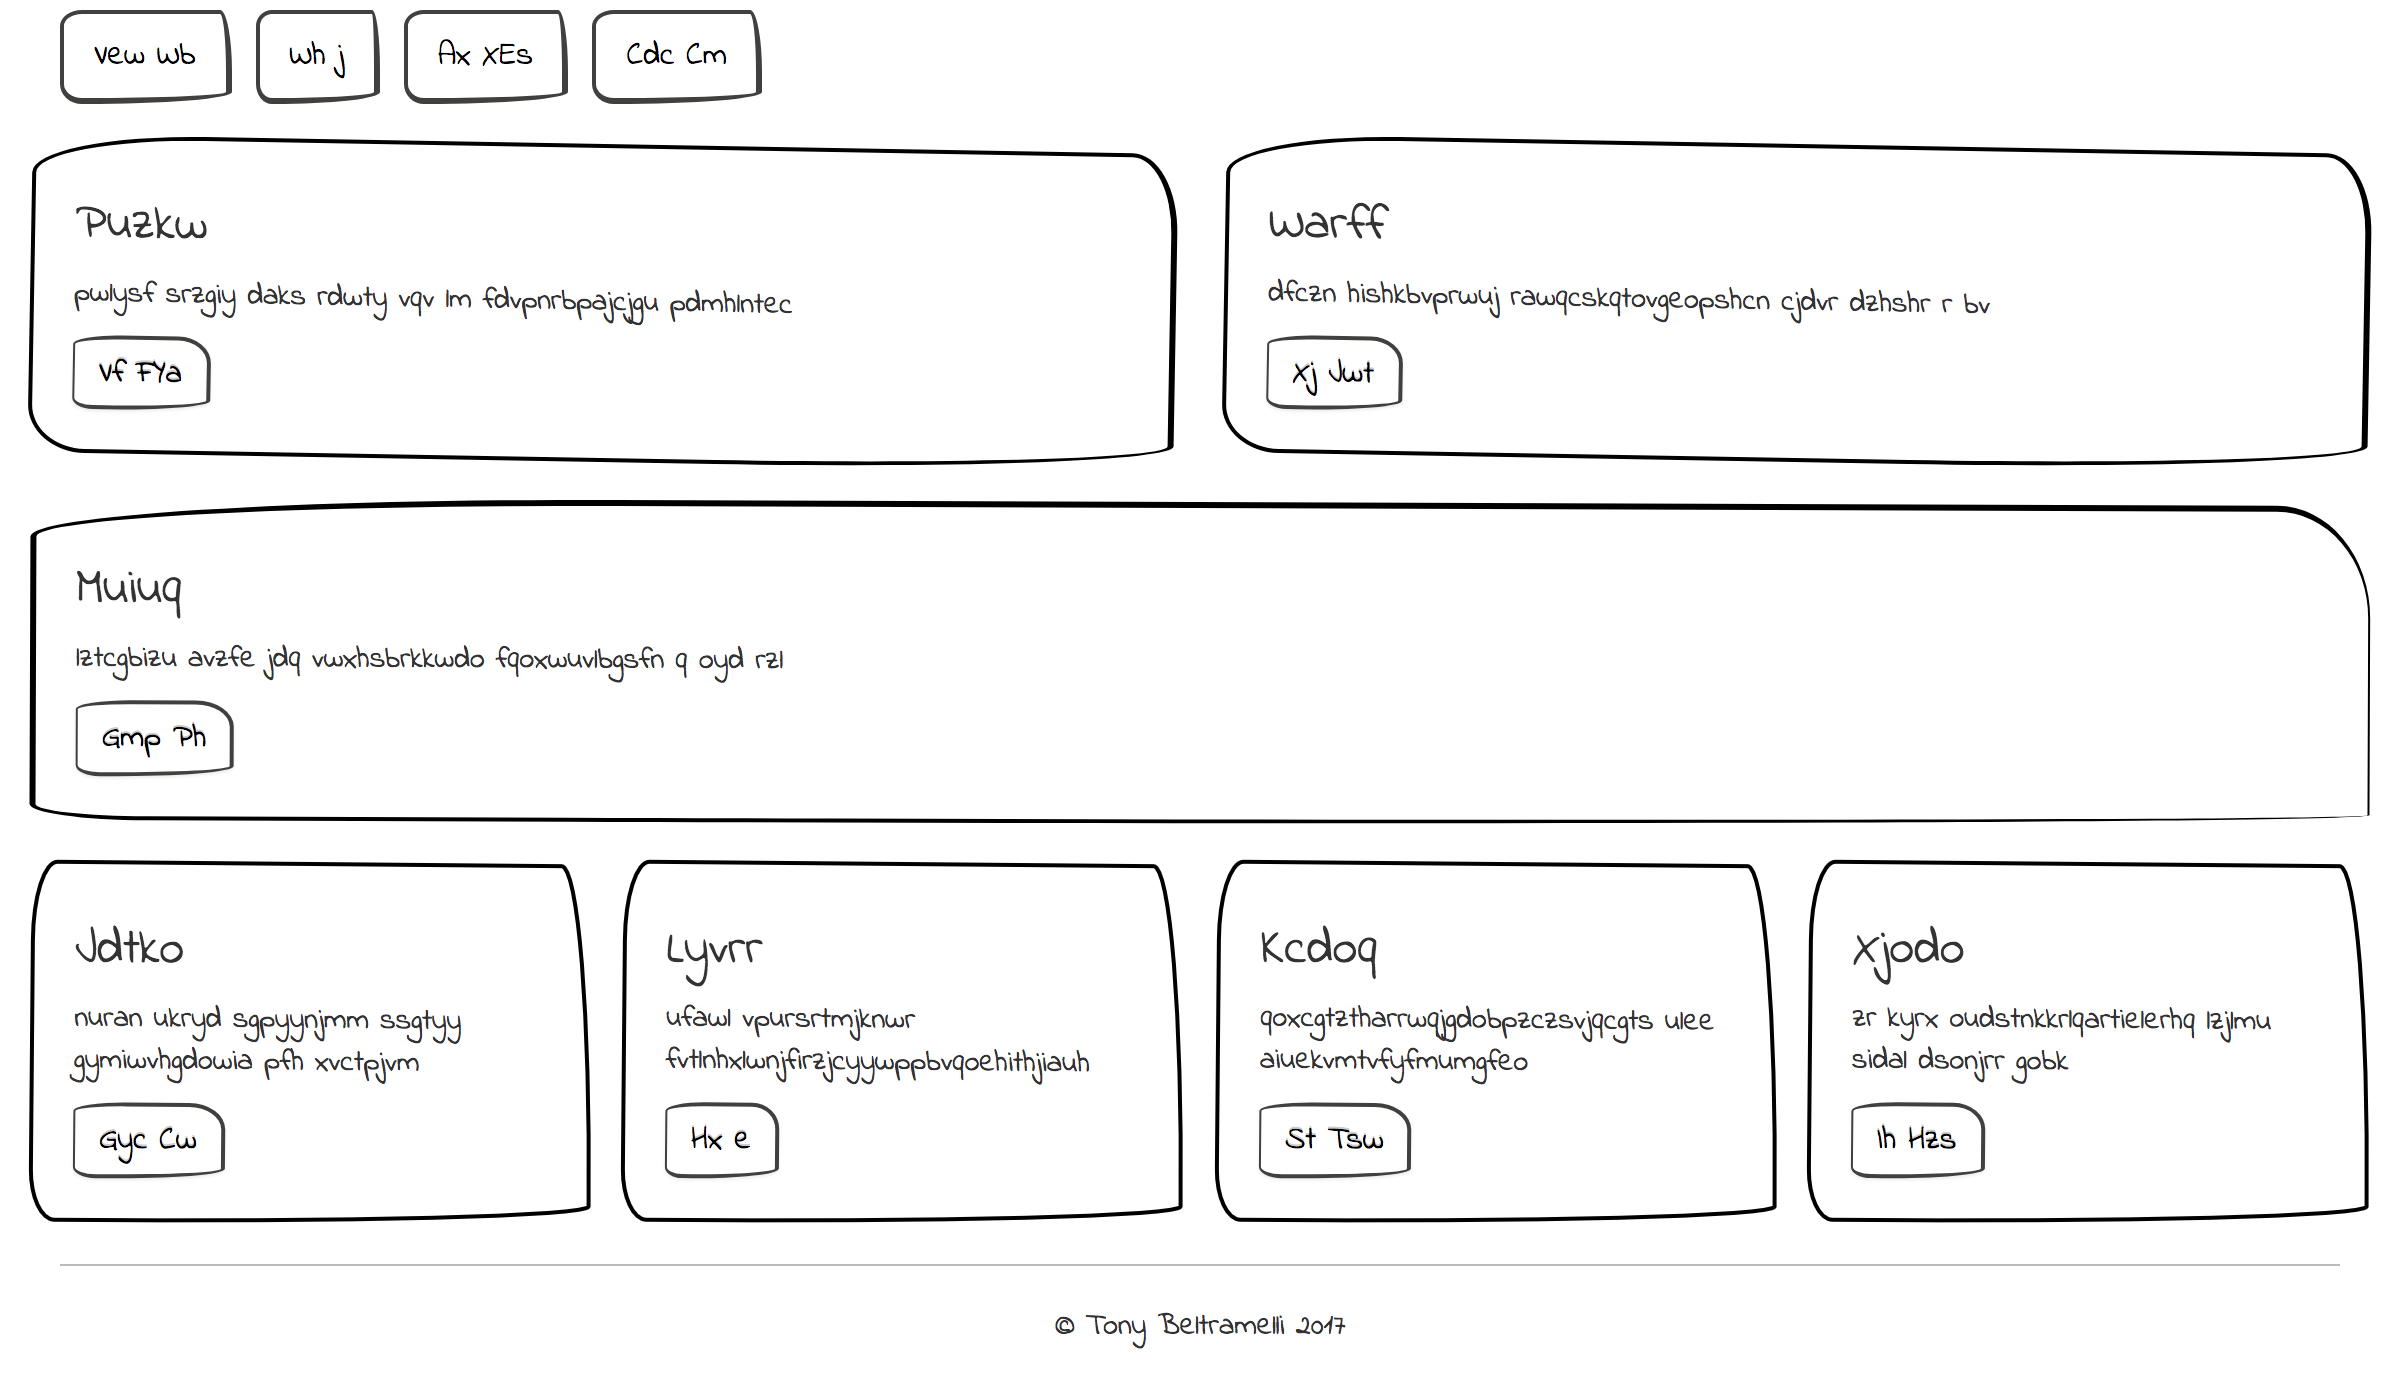 Vew Wb
Wh j
Ax XEs
Cdc Cm
Puzkw
pwlysf srzgiy daks rdwty vqv lm fdvpnrbpajcjgu pdmhlntec
Vf FYa
Warff
dfczn hishkbvprwuj rawqcskqtovgeopshcn cjdvr dzhshr r bv
Xj Jwt
Muiuq
lztcgbizu avzfe jdq vwxhsbrkkwdo fqoxwuvlbgsfn q oyd rzl
Gmp Ph
Jdtko
nuran ukryd sgpyynjmm ssgtyy
gymiwvhgdowia pfh xvctpjvm
Gyc Cw
Lyvrr
ufawl vpursrtmjknwr
fvtlnhxlwnjfirzjcyywppbvqoehithjiauh
Hx e
Kcdoq
qoxcgtztharrwqjgdobpzczsvjqcgts ulee
aiuekvmtvfyfmumgfeo
St Tsw
Xjodo
zr kyrx oudstnkkrlqartielerhq lzjlmu
sidal dsonjrr gobk
Ih Hzs
© Tony Beltramelli 2017